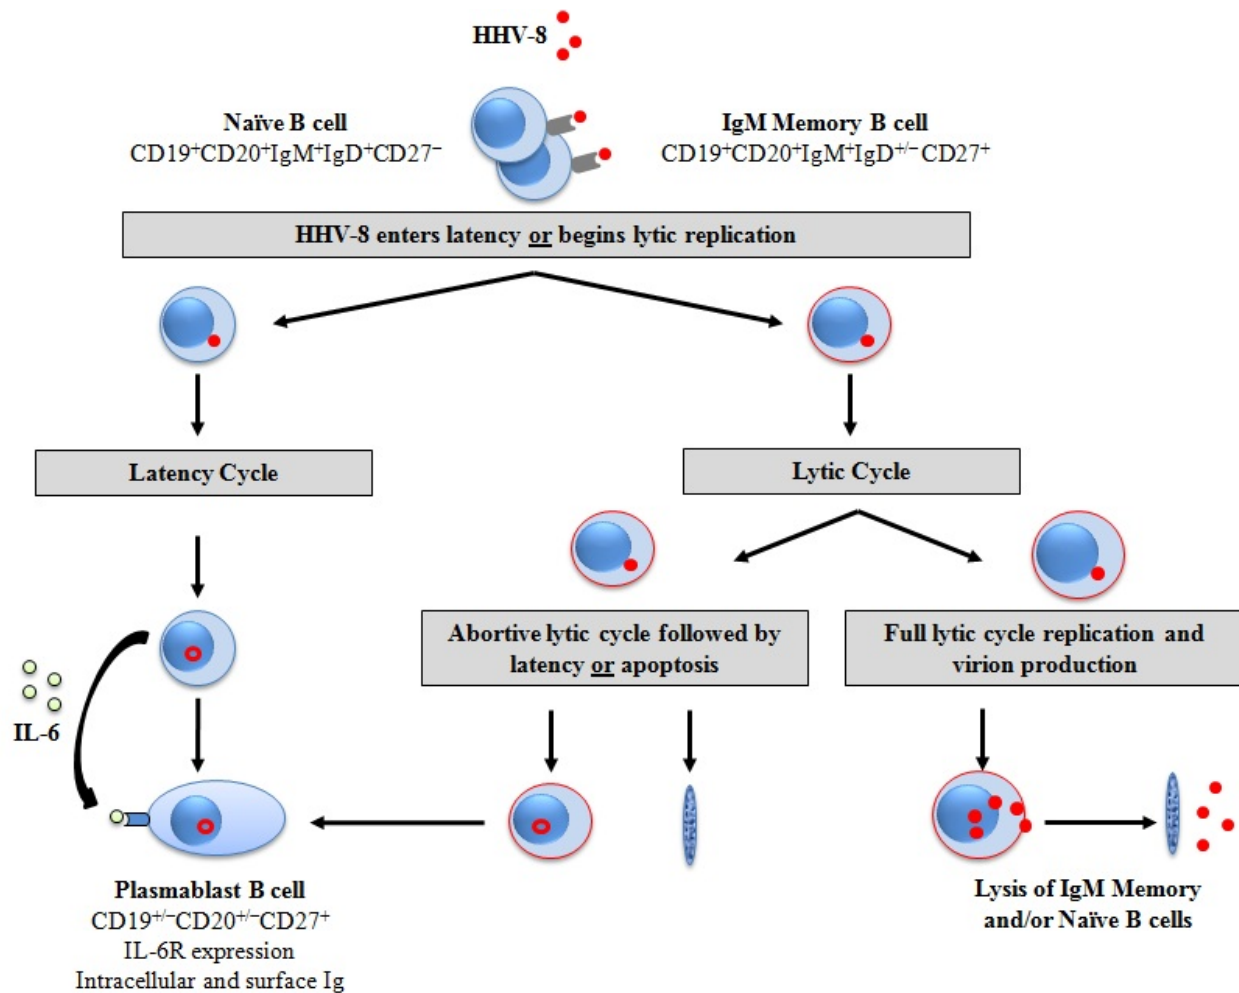 HHV-8
Naïve B cell
CD19⁺CD20⁺IgM⁺IgD⁺CD27⁻
IgM Memory B cell
CD19⁺CD20⁺IgM⁺IgD⁺/⁻CD27⁺
HHV-8 enters latency or begins lytic replication
Latency Cycle
Lytic Cycle
Abortive lytic cycle followed by
latency or apoptosis
Full lytic cycle replication and
virion production
IL-6
Plasmablast B cell
CD19⁺/⁻CD20⁺/⁻CD27⁺
IL-6R expression
Intracellular and surface Ig
Lysis of IgM Memory
and/or Naïve B cells